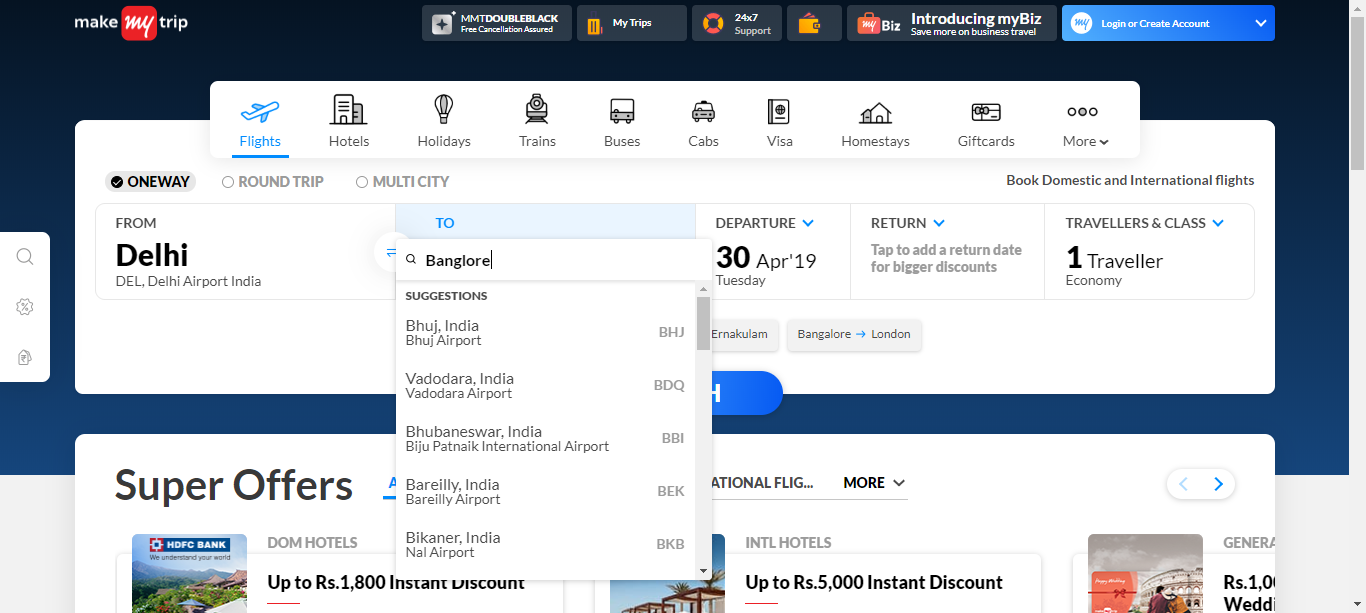 make my trip
MMTDOUBLEBLACK
Free Cancellation Assured
My Trips
24x7
Support
my Biz
Introducing myBiz
Save more on business travel
my
Login or Create Account
Flights
Hotels
Holidays
Trains
Buses
Cabs
Visa
Homestays
Giftcards
More
ONEWAY
ROUND TRIP
MULTI CITY
Book Domestic and International flights
FROM
Delhi
DEL, Delhi Airport India
TO
Banglore
DEPARTURE
30 Apr'19
Tuesday
RETURN
Tap to add a return date
for bigger discounts
TRAVELLERS & CLASS
1 Traveller
Economy
SUGGESTIONS
Bhuj, India
Bhuj Airport
BHJ
Vadodara, India
Vadodara Airport
BDQ
Bhubaneswar, India
Biju Patnaik International Airport
BBI
Bareilly, India
Bareilly Airport
BEK
Bikaner, India
Nal Airport
BKB
Ernakulam
Bangalore → London
H
Super Offers
A
ATIONAL FLIG...
MORE
HDFC BANK
We understand your world
DOM HOTELS
Up to Rs.1,800 Instant Discount
INTL HOTELS
Up to Rs.5,000 Instant Discount
Happy Wedding
GENERA
Rs.1,00
Weddi